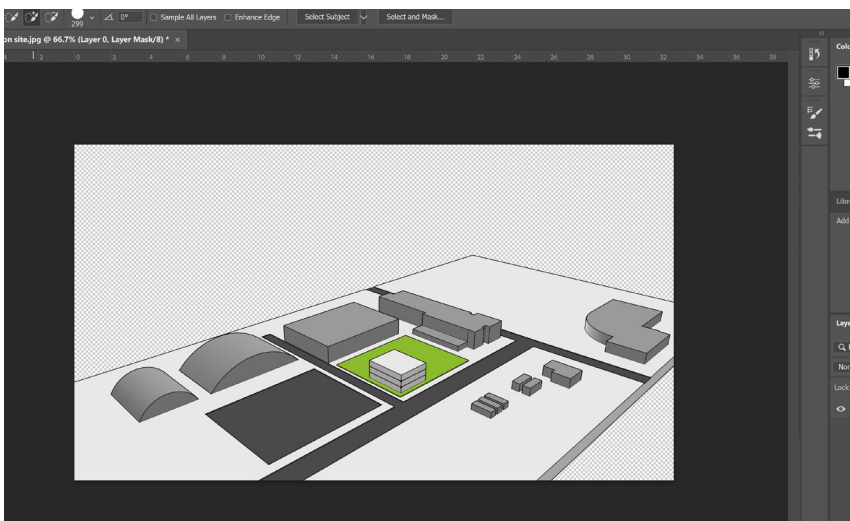 0° Sample All Layers Enhance Edge Select Subject Select and Mask...
299
on site.jpg @ 66.7% (Layer 0, Layer Mask/8) * ×
2 0 2 4 6 8 10 12 14 16 18 20 22 24 26 28 30 32 34 36 38
Colo
Libr
Add
Laye
Nor
Lock